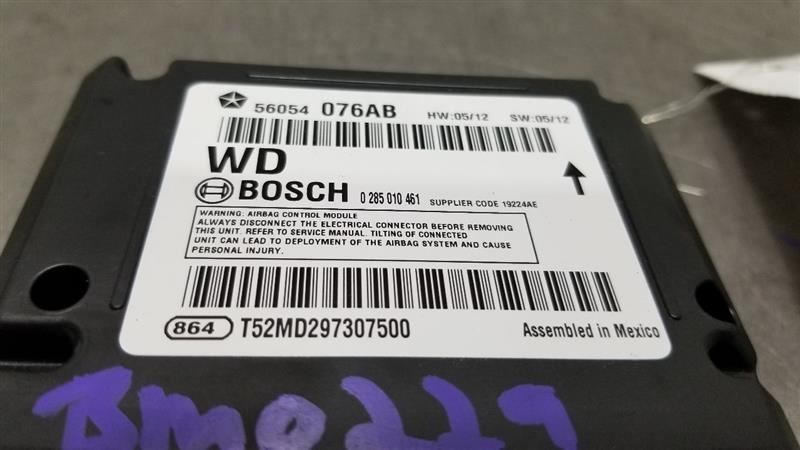 56054 076AB HW:05/12 SW:05/12
WD
BOSCH 0 285 010 461 SUPPLIER CODE 19224AE
WARNING: AIRBAG CONTROL MODULE
ALWAYS DISCONNECT THE ELECTRICAL CONNECTOR BEFORE REMOVING
THIS UNIT. REFER TO SERVICE MANUAL. TILTING OF CONNECTED
UNIT CAN LEAD TO DEPLOYMENT OF THE AIRBAG SYSTEM AND CAUSE
PERSONAL INJURY.
864 T52MD297307500 Assembled in Mexico
BM0229